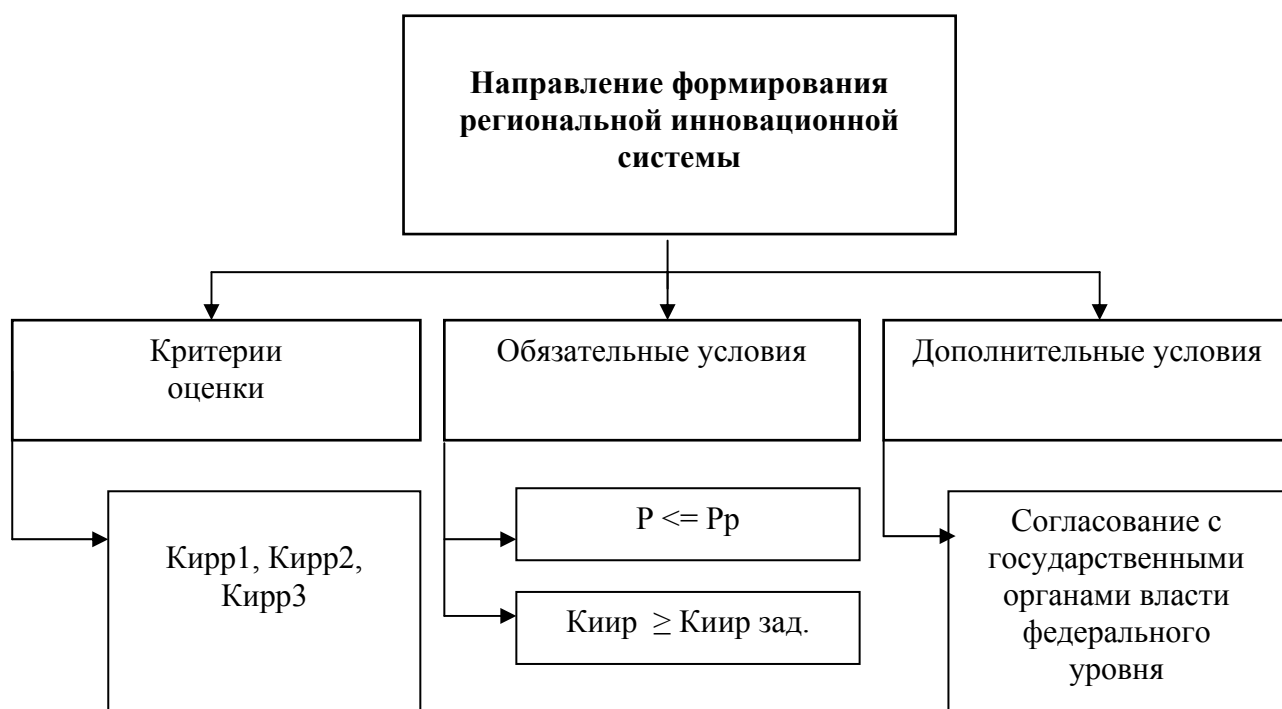 Направление формирования
региональной инновационной
системы
Критерии
оценки
Обязательные условия
Дополнительные условия
Кирр1, Кирр2,
Кирр3
Р <= Рр
Киир ≥ Киир зад.
Согласование с
государственными
органами власти
федерального
уровня